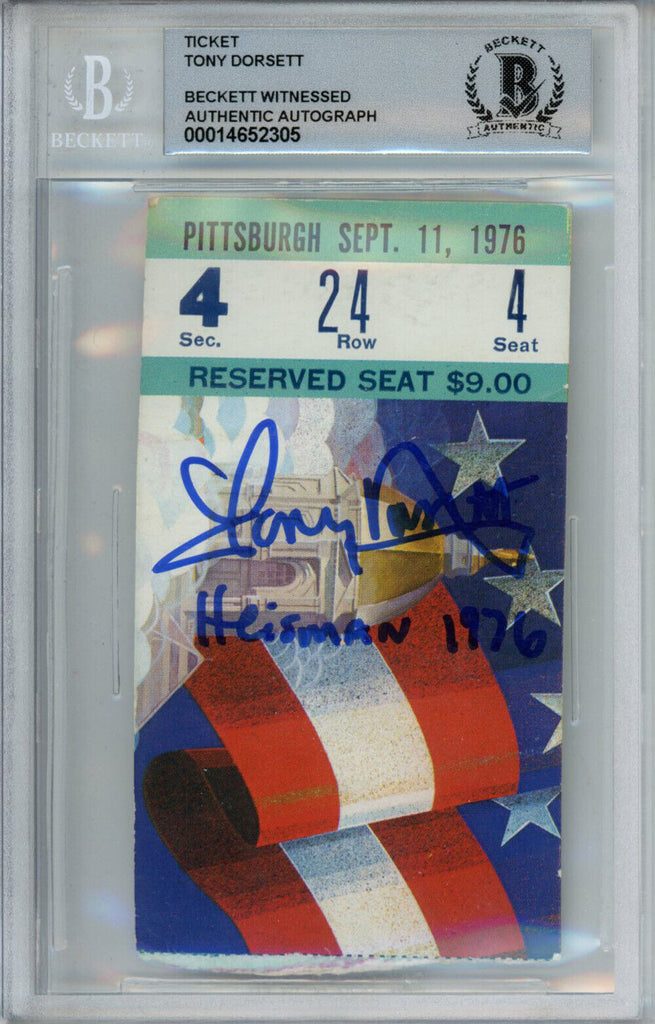 B
BECKETT
TICKET
TONY DORSETT
BECKETT WITNESSED
AUTHENTIC AUTOGRAPH
00014652305
BECKETT
B
AUTHENTIC
PITTSBURGH SEPT. 11, 1976
4 24 4
Sec. Row Seat
RESERVED SEAT $9.00
Tony Dorsett
Heisman 1976